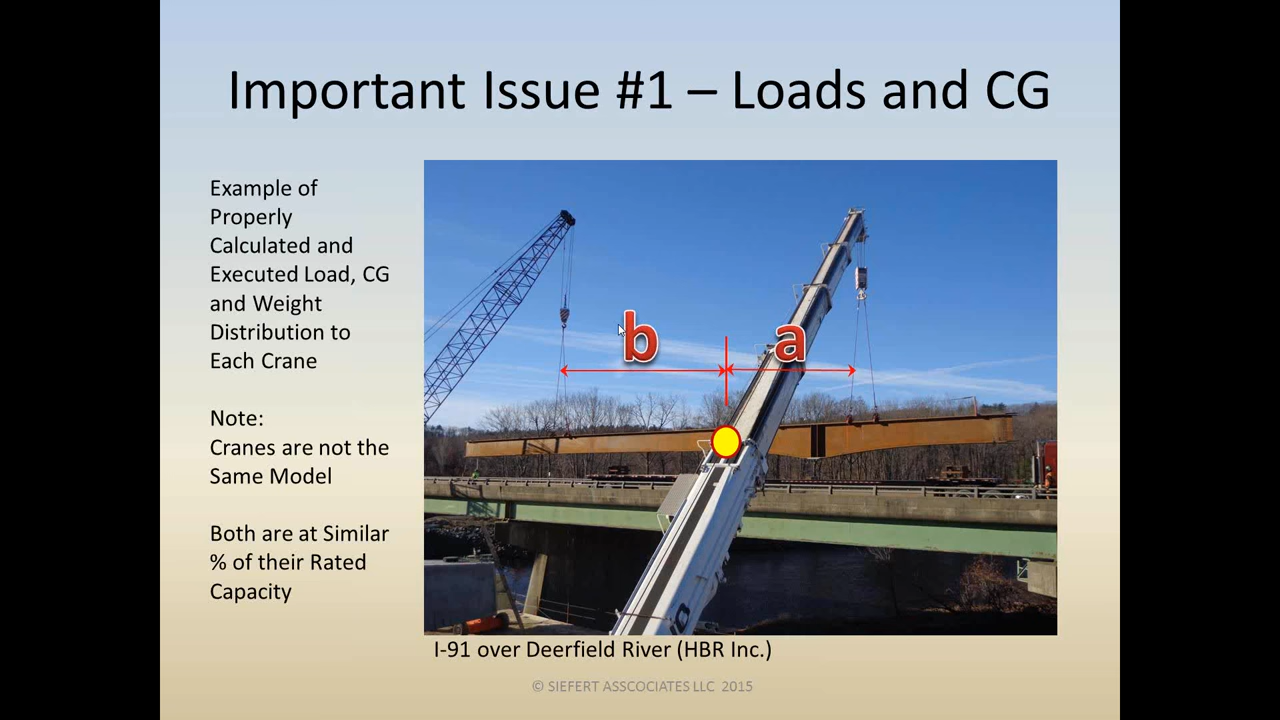 Important Issue #1 – Loads and CG
Example of
Properly
Calculated and
Executed Load, CG
and Weight
Distribution to
Each Crane
Note:
Cranes are not the
Same Model
Both are at Similar
% of their Rated
Capacity
b
a
I-91 over Deerfield River (HBR Inc.)
© SIEFERT ASSCOCIATES LLC 2015